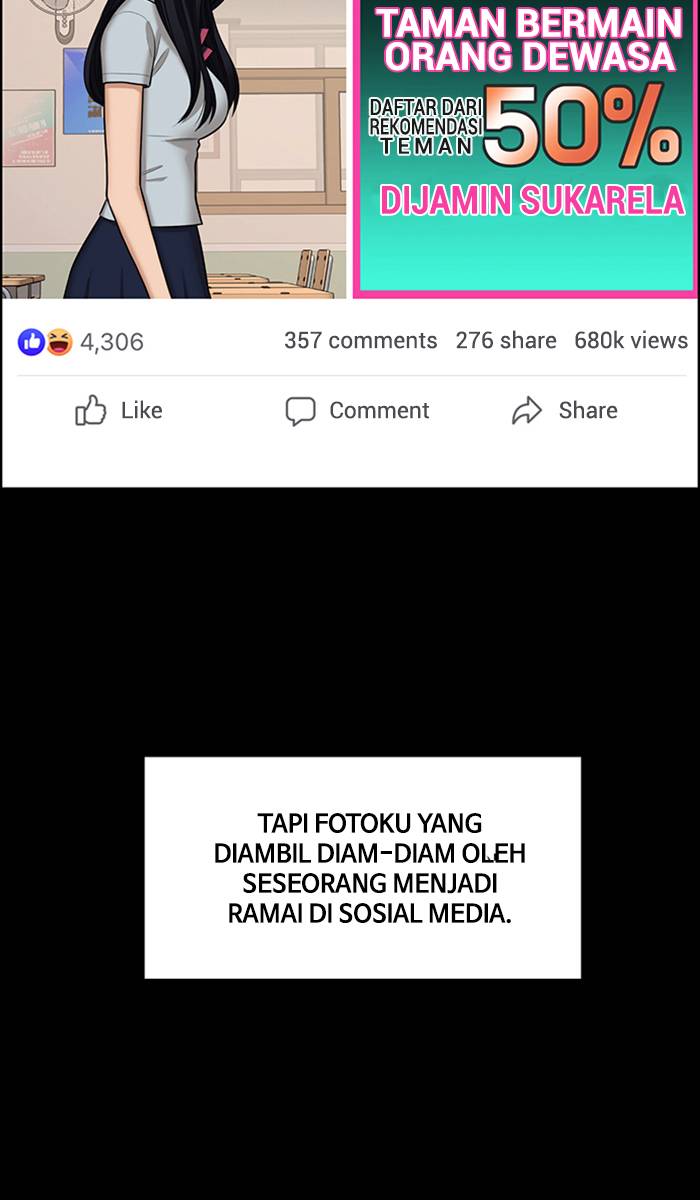 TAMAN BERMAIN
ORANG DEWASA
DAFTAR DARI
REKOMENDASI
TEMAN
50%
DIJAMIN SUKARELA
4,306
357 comments 276 share 680k views
Like Comment Share
TAPI FOTOKU YANG
DIAMBIL DIAM-DIAM OLEH
SESEORANG MENJADI
RAMAI DI SOSIAL MEDIA.